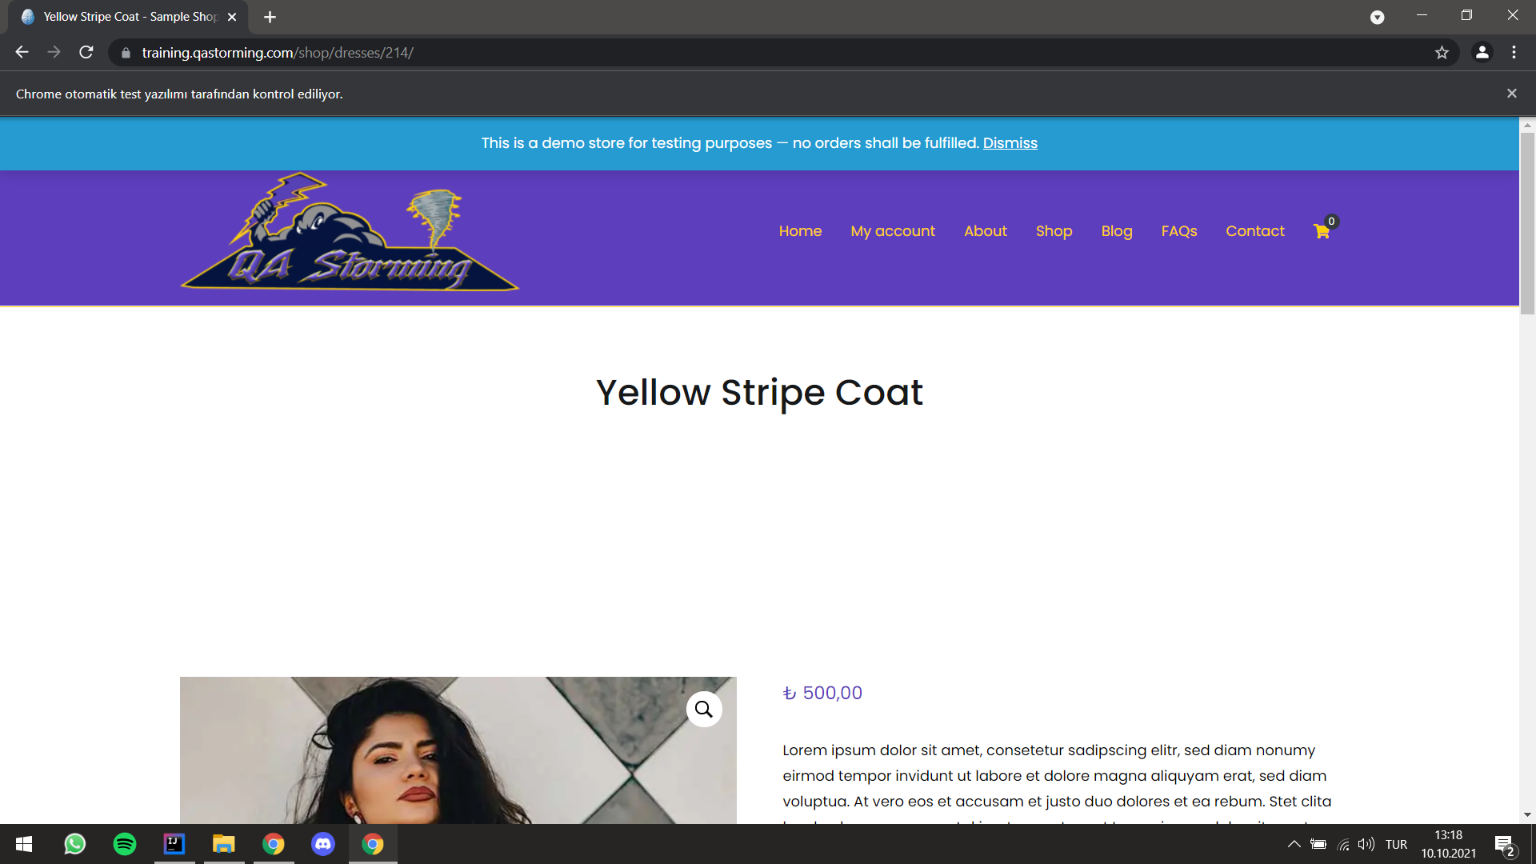 Yellow Stripe Coat - Sample Shop
training.qastorming.com/shop/dresses/214/
Chrome otomatik test yazılımı tarafından kontrol ediliyor.
This is a demo store for testing purposes — no orders shall be fulfilled. Dismiss
QA Storming
Home My account About Shop Blog FAQs Contact 0
Yellow Stripe Coat
₺ 500,00
Lorem ipsum dolor sit amet, consetetur sadipscing elitr, sed diam nonumy
eirmod tempor invidunt ut labore et dolore magna aliquyam erat, sed diam
voluptua. At vero eos et accusam et justo duo dolores et ea rebum. Stet clita
IJ
TUR
13:18
10.10.2021
2